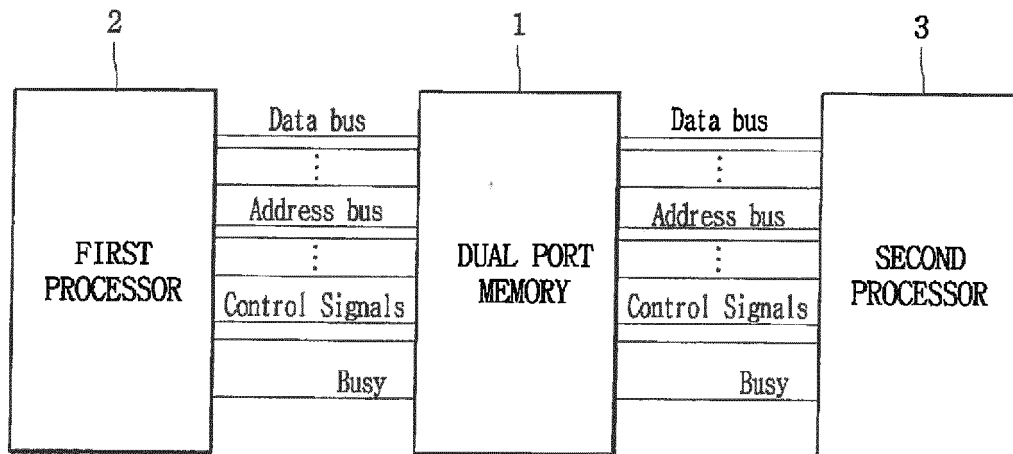 2
1
3
Data bus
Data bus
Address bus
Address bus
FIRST
PROCESSOR
DUAL PORT
MEMORY
SECOND
PROCESSOR
Control Signals
Control Signals
Busy
Busy